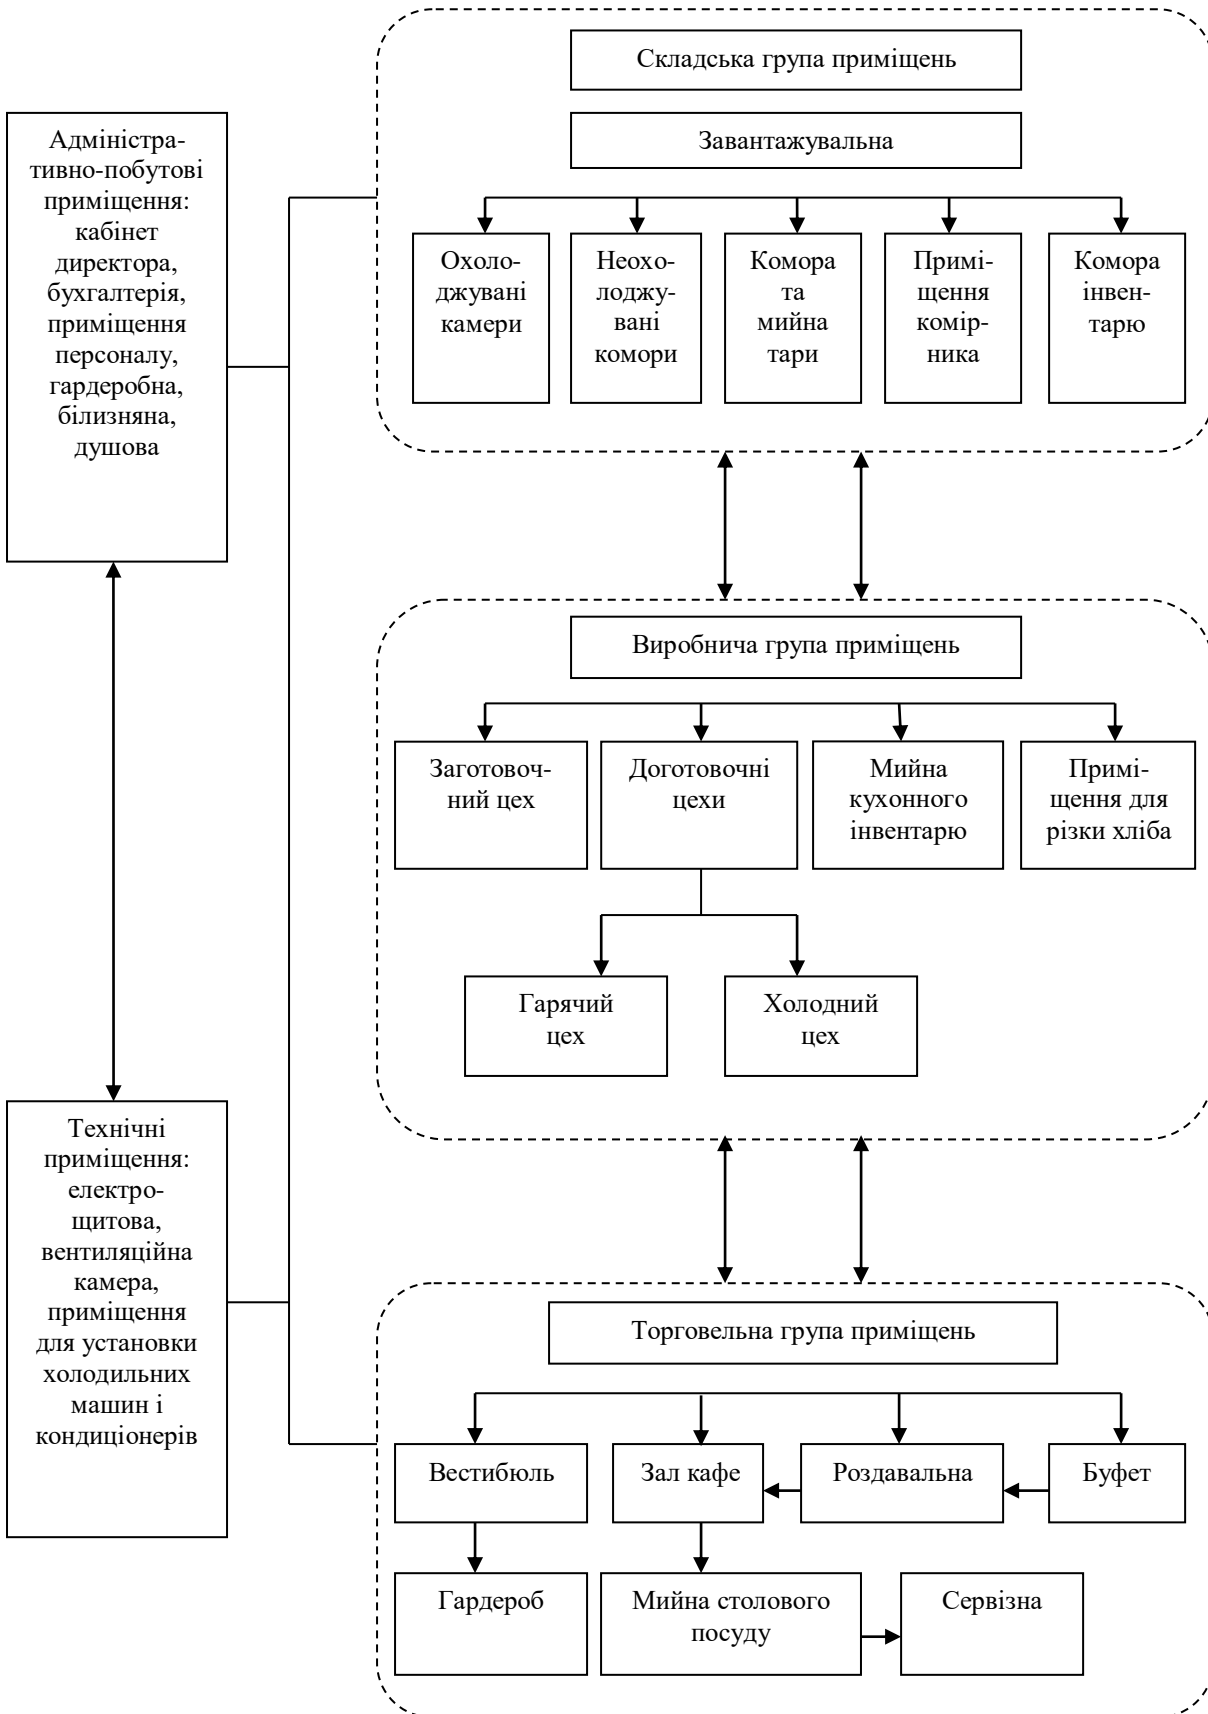 Складська група приміщень
Завантажувальна
Адміністра-
тивно-побутові
приміщення:
кабінет
директора,
бухгалтерія,
приміщення
персоналу,
гардеробна,
білизняна,
душова
Охоло-
джувані
камери
Неохо-
лоджу-
вані
комори
Комора
та
мийна
тари
Примі-
щення
комір-
ника
Комора
інвен-
тарю
Виробнича група приміщень
Заготовоч-
ний цех
Доготовочні
цехи
Мийна
кухонного
інвентарю
Примі-
щення для
різки хліба
Гарячий
цех
Холодний
цех
Технічні
приміщення:
електро-
щитова,
вентиляційна
камера,
приміщення
для установки
холодильних
машин і
кондиціонерів
Торговельна група приміщень
Вестибюль
Зал кафе
Роздавальна
Буфет
Гардероб
Мийна столового
посуду
Сервізна